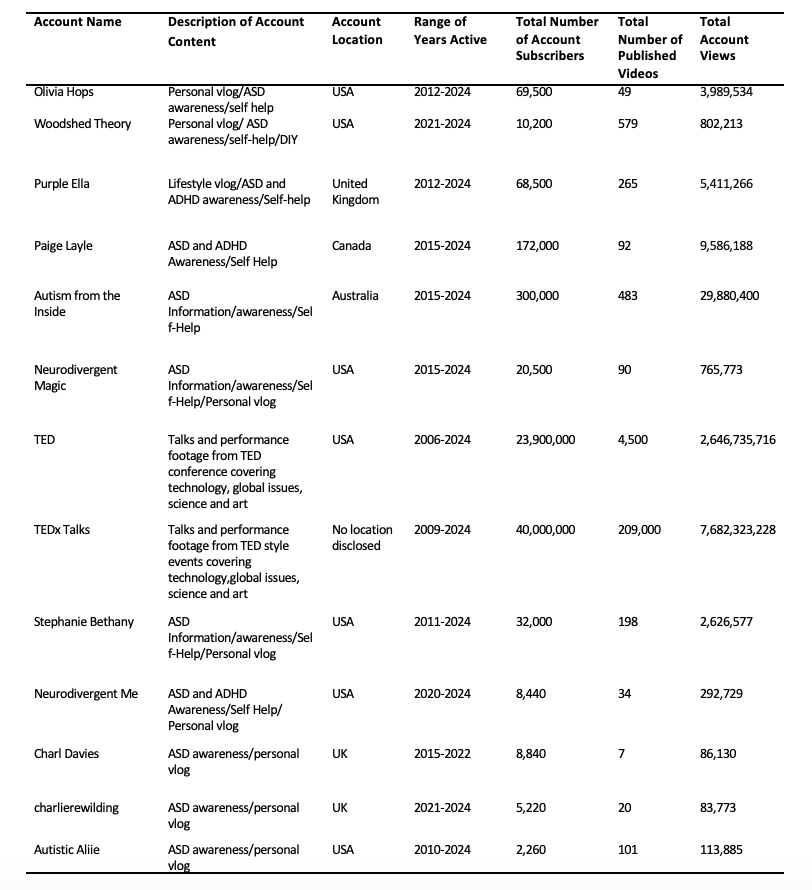 Account Name Description of Account Account Range of Total Number Total Total
Content Location Years Active of Account Number of Account
Subscribers Published Views
Videos
Olivia Hops Personal vlog/ASD USA 2012-2024 69,500 49 3,989,534
awareness/self help
Woodshed Theory Personal vlog/ ASD USA 2021-2024 10,200 579 802,213
awareness/self-help/DIY
Purple Ella Lifestyle vlog/ASD and United 2012-2024 68,500 265 5,411,266
ADHD awareness/Self-help Kingdom
Paige Layle ASD and ADHD Canada 2015-2024 172,000 92 9,586,188
Awareness/Self Help
Autism from the ASD Australia 2015-2024 300,000 483 29,880,400
Inside Information/awareness/Sel
f-Help
Neurodivergent ASD USA 2015-2024 20,500 90 765,773
Magic Information/awareness/Sel
f-Help/Personal vlog
TED Talks and performance USA 2006-2024 23,900,000 4,500 2,646,735,716
footage from TED
conference covering
technology, global issues,
science and art
TEDx Talks Talks and performance No location 2009-2024 40,000,000 209,000 7,682,323,228
footage from TED style disclosed
events covering
technology,global issues,
science and art
Stephanie Bethany ASD USA 2011-2024 32,000 198 2,626,577
Information/awareness/Sel
f-Help/Personal vlog
Neurodivergent Me ASD and ADHD USA 2020-2024 8,440 34 292,729
Awareness/Self Help/
Personal vlog
Charl Davies ASD awareness/personal UK 2015-2022 8,840 7 86,130
vlog
charlierewilding ASD awareness/personal UK 2021-2024 5,220 20 83,773
vlog
Autistic Aliie ASD awareness/personal USA 2010-2024 2,260 101 113,885
vlog